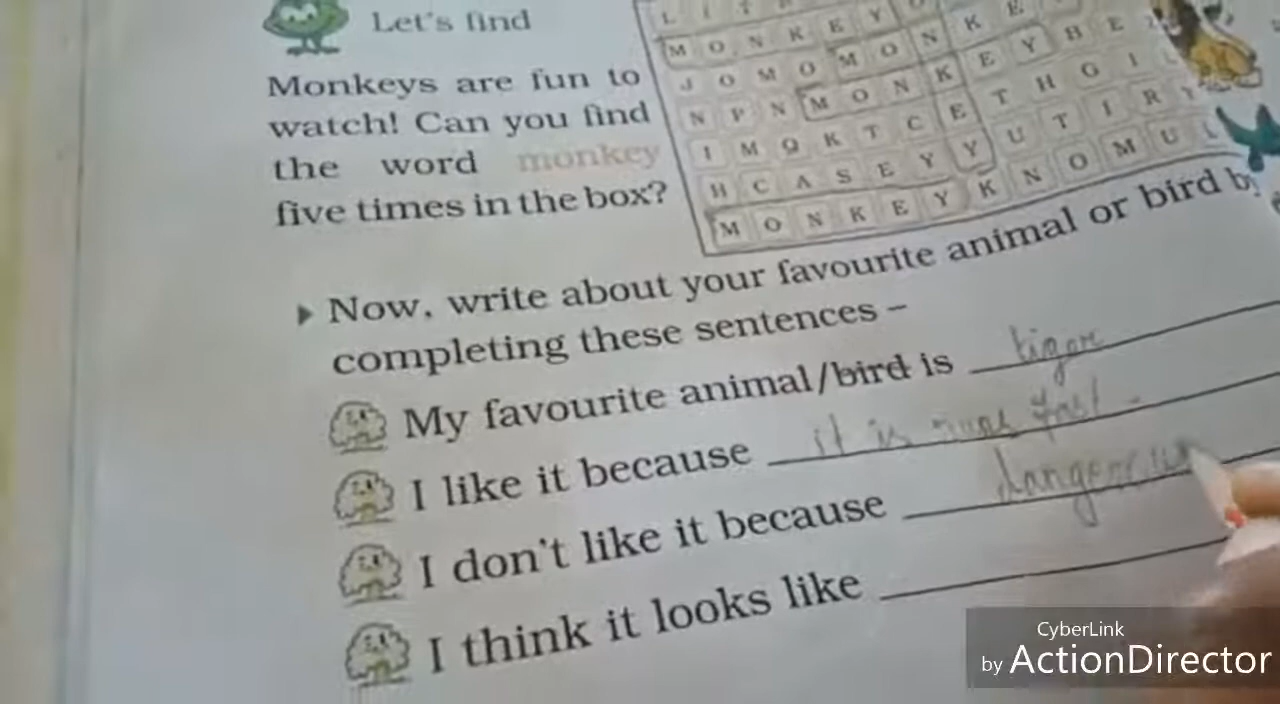 Let's find
Monkeys are fun to
watch! Can you find
the word monkey
five times in the box?
L I T
M O N K E Y
J O M O M O N K E
N P N M O N K E Y B E
I M Q K T C E T H G I
H C A S E Y Y U T I R Y
M O N K E Y K N O M U L
Now, write about your favourite animal or bird by
completing these sentences –
My favourite animal/bird is tiger
I like it because it is runs fast.
I don't like it because dangerous
I think it looks like
CyberLink
by ActionDirector